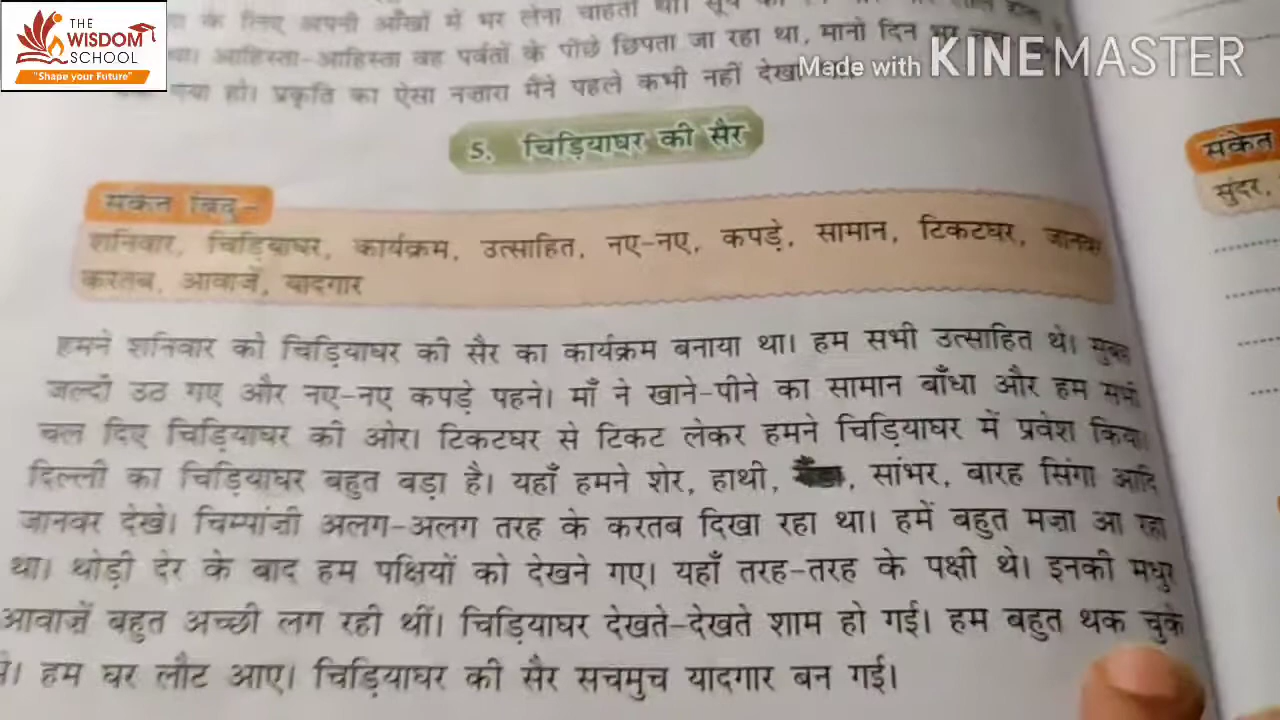 THE
WISDOM
SCHOOL
"Shape your Future"
Made with KINEMASTER
के लिए अपनी आँखों में भर लेना चाहता था। सूर्य
था। आहिस्ता-आहिस्ता वह पर्वतों के पीछे छिपता जा रहा था, मानो दिन भर
गया हो। प्रकृति का ऐसा नज़ारा मैंने पहले कभी नहीं देखा
5. चिड़ियाघर की सैर
संकेत बिंदु-
शनिवार, चिड़ियाघर, कार्यक्रम, उत्साहित, नए-नए, कपड़े, सामान, टिकटघर, जानवर
करतब, आवाज़ें, यादगार
हमने शनिवार को चिड़ियाघर की सैर का कार्यक्रम बनाया था। हम सभी उत्साहित थे। सुबह
जल्दी उठ गए और नए-नए कपड़े पहने। माँ ने खाने-पीने का सामान बाँधा और हम सभी
चल दिए चिड़ियाघर की ओर। टिकटघर से टिकट लेकर हमने चिड़ियाघर में प्रवेश किया।
दिल्ली का चिड़ियाघर बहुत बड़ा है। यहाँ हमने शेर, हाथी, , सांभर, बारह सिंगा आदि
जानवर देखे। चिम्पांज़ी अलग-अलग तरह के करतब दिखा रहा था। हमें बहुत मज़ा आ रहा
था। थोड़ी देर के बाद हम पक्षियों को देखने गए। यहाँ तरह-तरह के पक्षी थे। इनकी मधुर
आवाज़ें बहुत अच्छी लग रही थीं। चिड़ियाघर देखते-देखते शाम हो गई। हम बहुत थक चुके
थे। हम घर लौट आए। चिड़ियाघर की सैर सचमुच यादगार बन गई।
संकेत
सुंदर,